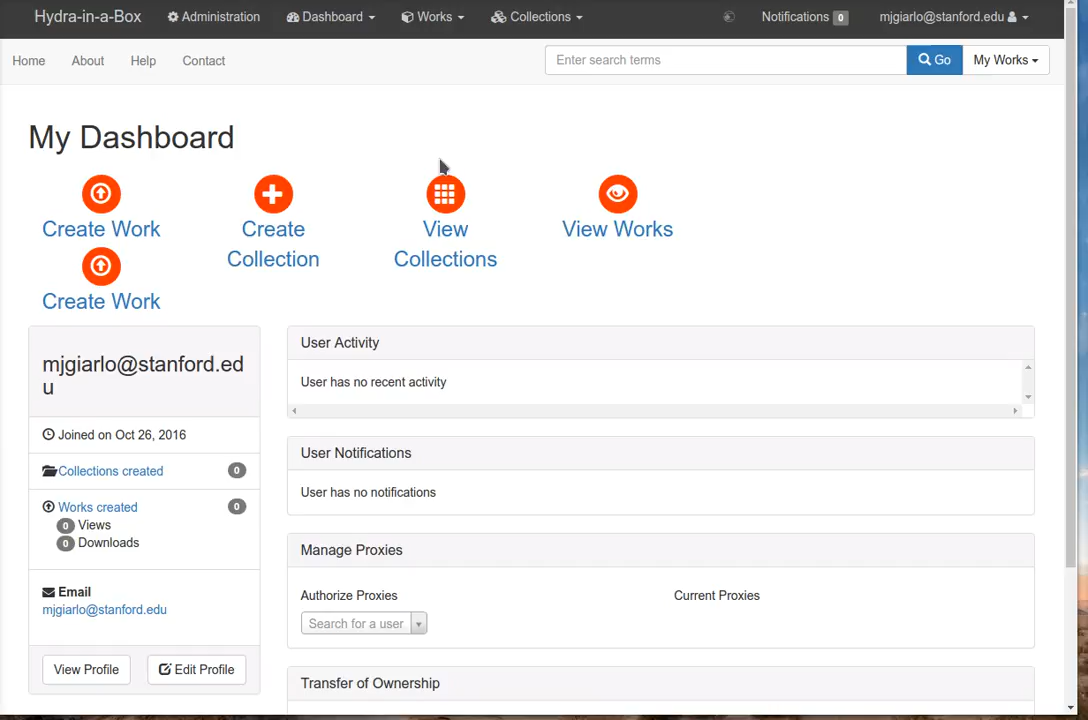 Hydra-in-a-Box Administration Dashboard Works Collections Notifications 0 mjgiarlo@stanford.edu
Home About Help Contact Enter search terms Go My Works
My Dashboard
Create Work
Create
Collection
View
Collections
View Works
Create Work
mjgiarlo@stanford.ed
u
Joined on Oct 26, 2016
Collections created 0
Works created 0
0 Views
0 Downloads
Email
mjgiarlo@stanford.edu
View Profile Edit Profile
User Activity
User has no recent activity
User Notifications
User has no notifications
Manage Proxies
Authorize Proxies Current Proxies
Search for a user
Transfer of Ownership